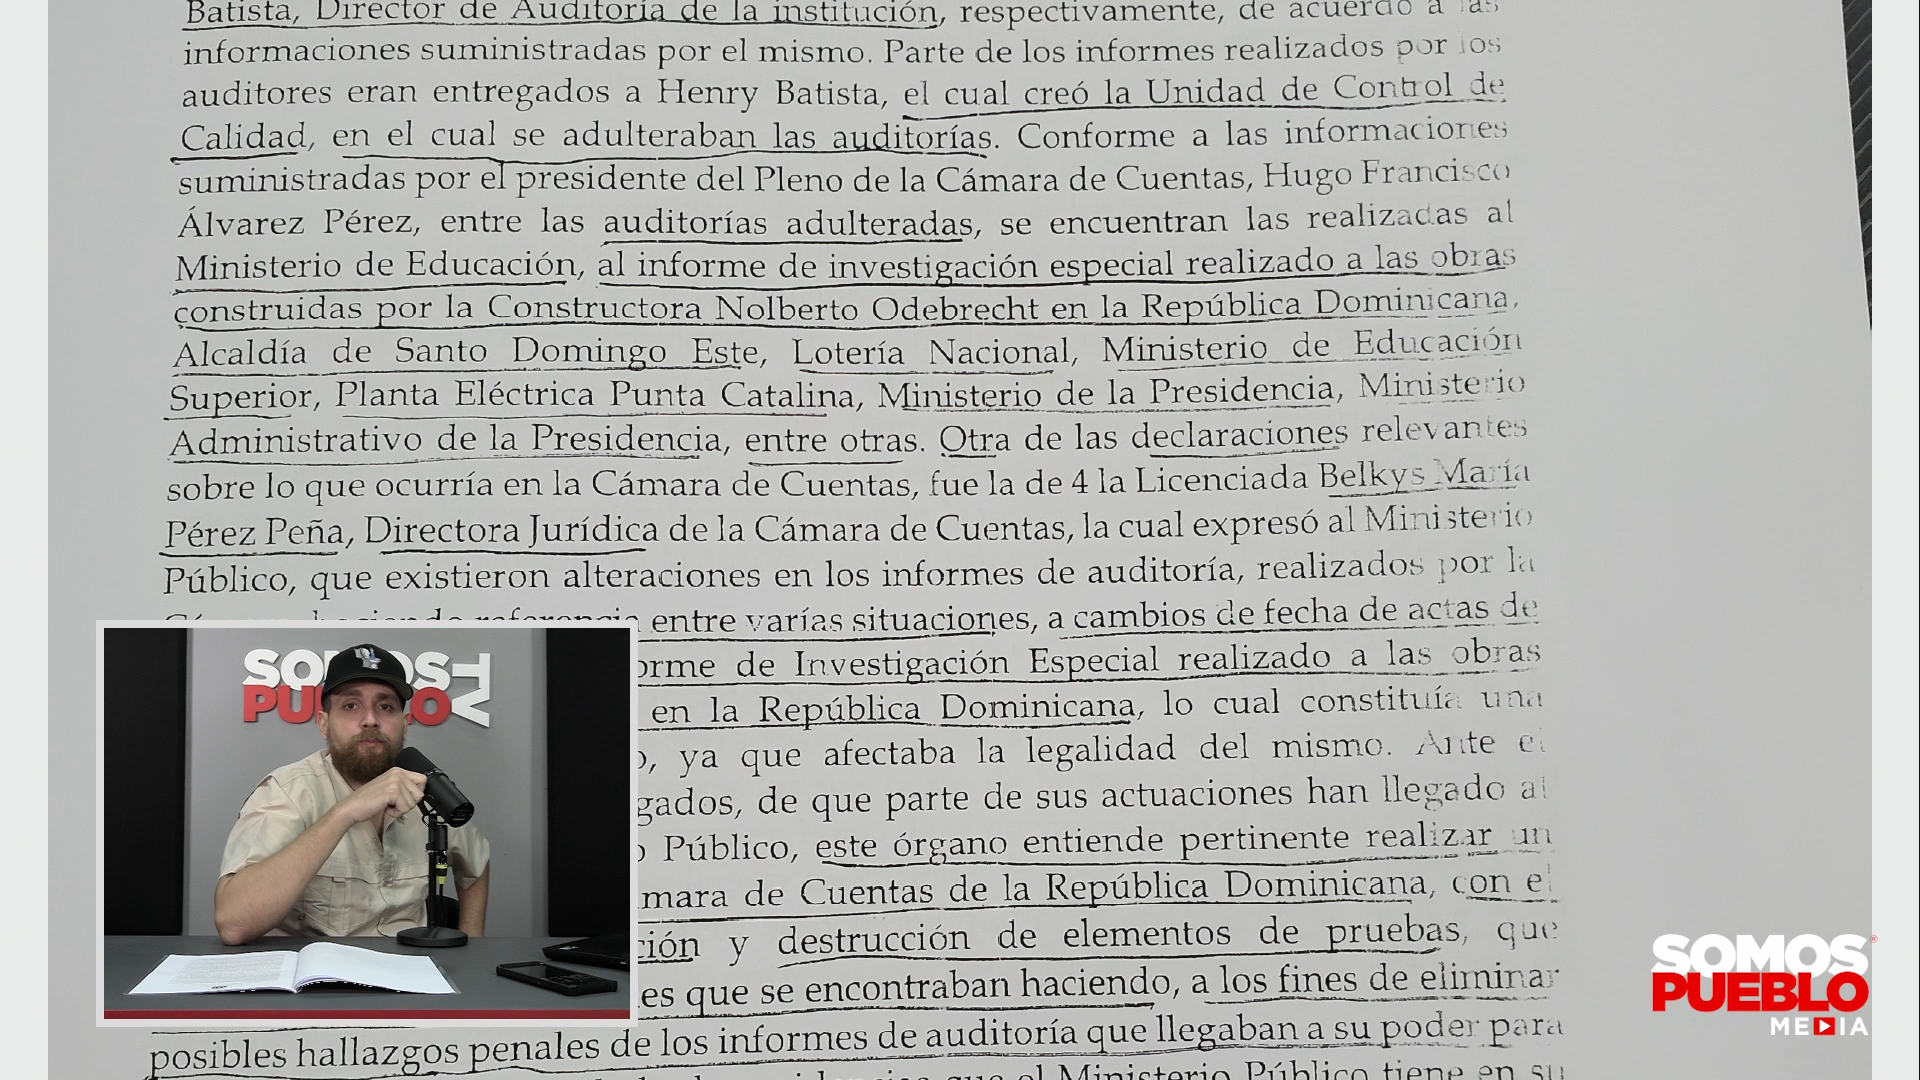 Batista, Director de Auditoría de la institución, respectivamente, de acuerdo a las
informaciones suministradas por el mismo. Parte de los informes realizados por los
auditores eran entregados a Henry Batista, el cual creó la Unidad de Control de
Calidad, en el cual se adulteraban las auditorías. Conforme a las informaciones
suministradas por el presidente del Pleno de la Cámara de Cuentas, Hugo Francisco
Álvarez Pérez, entre las auditorías adulteradas, se encuentran las realizadas al
Ministerio de Educación, al informe de investigación especial realizado a las obras
construidas por la Constructora Nolberto Odebrecht en la República Dominicana,
Alcaldía de Santo Domingo Este, Lotería Nacional, Ministerio de Educación
Superior, Planta Eléctrica Punta Catalina, Ministerio de la Presidencia, Ministerio
Administrativo de la Presidencia, entre otras. Otra de las declaraciones relevantes
sobre lo que ocurría en la Cámara de Cuentas, fue la de 4 la Licenciada Belkys María
Pérez Peña, Directora Jurídica de la Cámara de Cuentas, la cual expresó al Ministerio
Público, que existieron alteraciones en los informes de auditoría, realizados por la
entre varías situaciones, a cambios de fecha de actas de
orme de Investigación Especial realizado a las obras
en la República Dominicana, lo cual constituía una
ya que afectaba la legalidad del mismo. Ante el
gados, de que parte de sus actuaciones han llegado al
Público, este órgano entiende pertinente realizar un
mara de Cuentas de la República Dominicana, con el
ción y destrucción de elementos de pruebas, que
es que se encontraban haciendo, a los fines de eliminar
posibles hallazgos penales de los informes de auditoría que llegaban a su poder para
que el Ministerio Público tiene en su
SOMOS
PUEBLO
TV
SOMOS
PUEBLO
MEDIA